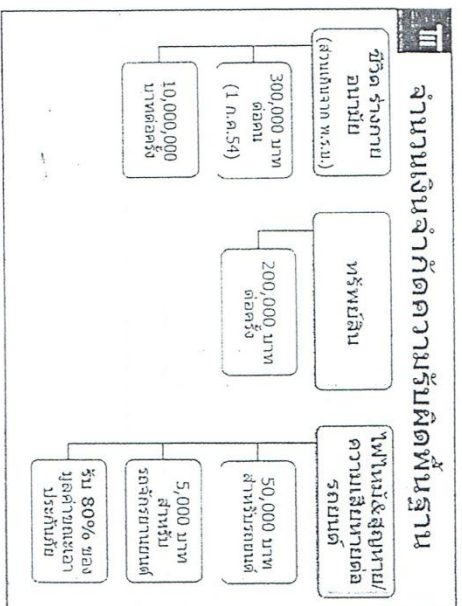 จำนวนเงินจำกัดความรับผิดพื้นฐาน
ชีวิต ร่างกาย
อนามัย
(ส่วนเกินจาก พ.ร.บ.)
300,000 บาท
ต่อคน
(1 ก.ค.54)
10,000,000
บาทต่อครั้ง
ทรัพย์สิน
200,000 บาท
ต่อครั้ง
ไฟไหม้&สูญหาย/
ความเสียหายต่อ
รถยนต์
50,000 บาท
สำหรับรถยนต์
5,000 บาท
สำหรับ
รถจักรยานยนต์
รับ 80% ของ
มูลค่าขณะเอา
ประกันภัย